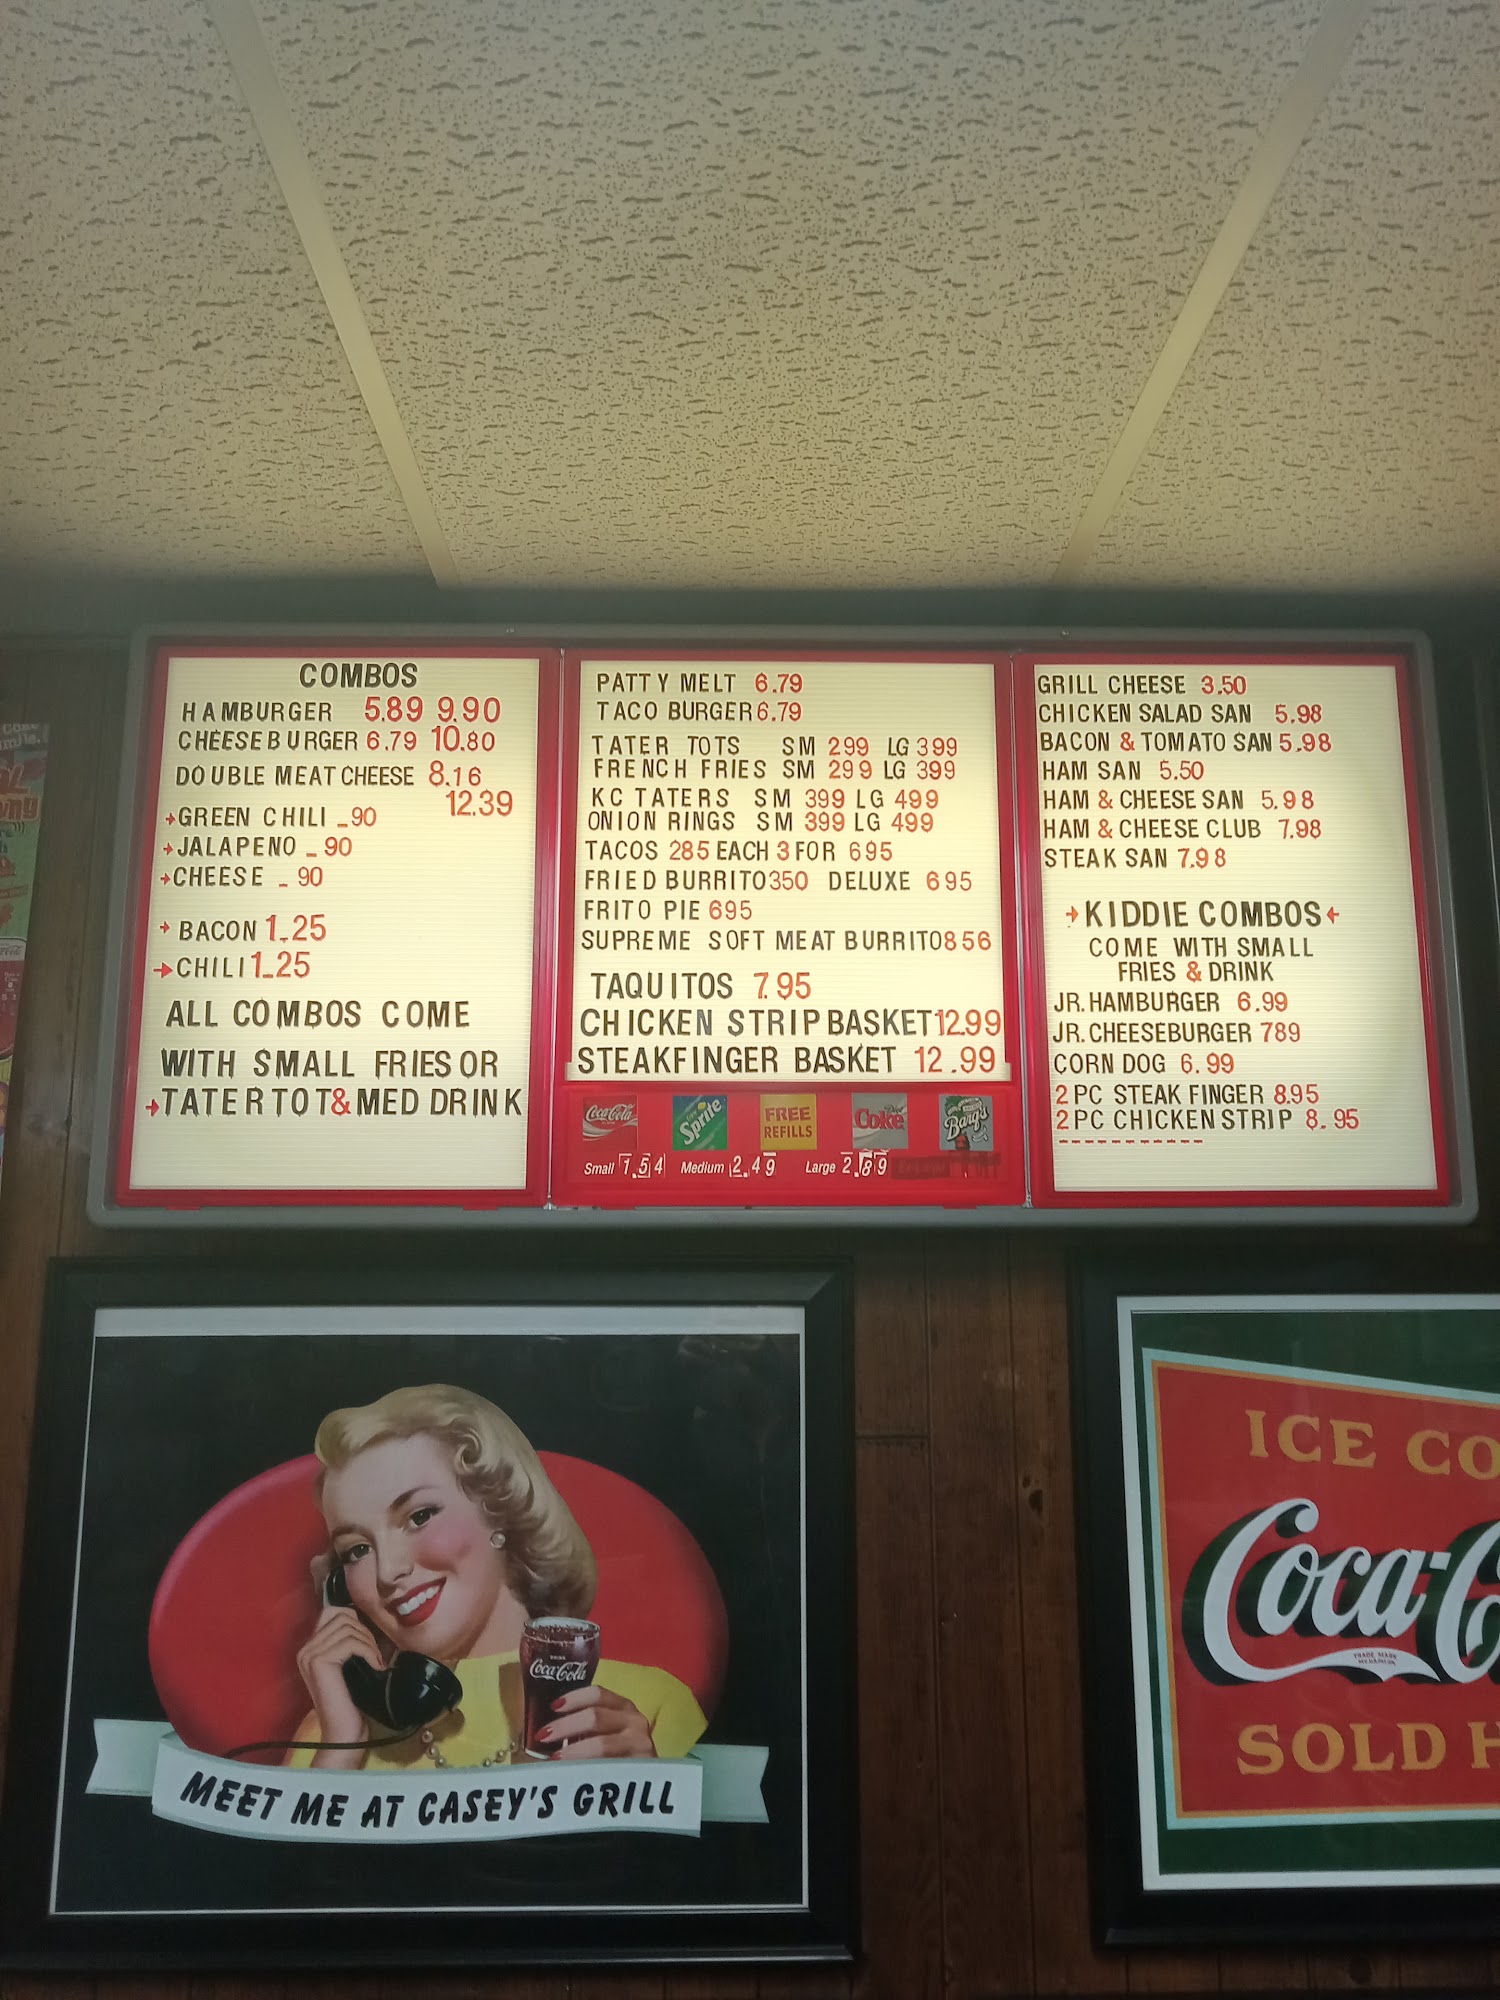 COMBOS
HAMBURGER 5.89 9.90
CHEESEBURGER 6.79 10.80
DOUBLE MEAT CHEESE 8.16
12.39
→GREEN CHILI .90
→JALAPENO .90
→CHEESE .90
→BACON 1.25
→CHILI 1.25
ALL COMBOS COME
WITH SMALL FRIES OR
→TATER TOT & MED DRINK
PATTY MELT 6.79
TACO BURGER 6.79
TATER TOTS SM 299 LG 399
FRENCH FRIES SM 299 LG 399
KC TATERS SM 399 LG 499
ONION RINGS SM 399 LG 499
TACOS 285 EACH 3 FOR 695
FRIED BURRITO 350 DELUXE 695
FRITO PIE 695
SUPREME SOFT MEAT BURRITO 856
TAQUITOS 7.95
CHICKEN STRIP BASKET 12.99
STEAKFINGER BASKET 12.99
Coca-Cola Sprite FREE REFILLS Diet Coke Barq's
Small 1.54 Medium 2.49 Large 2.89
GRILL CHEESE 3.50
CHICKEN SALAD SAN 5.98
BACON & TOMATO SAN 5.98
HAM SAN 5.50
HAM & CHEESE SAN 5.98
HAM & CHEESE CLUB 7.98
STEAK SAN 7.98
→KIDDIE COMBOS←
COME WITH SMALL
FRIES & DRINK
JR. HAMBURGER 6.99
JR. CHEESEBURGER 789
CORN DOG 6.99
2 PC STEAK FINGER 8.95
2 PC CHICKEN STRIP 8.95
Coca-Cola
MEET ME AT CASEY'S GRILL
ICE CO
Coca-C
TRADE MARK
SOLD H